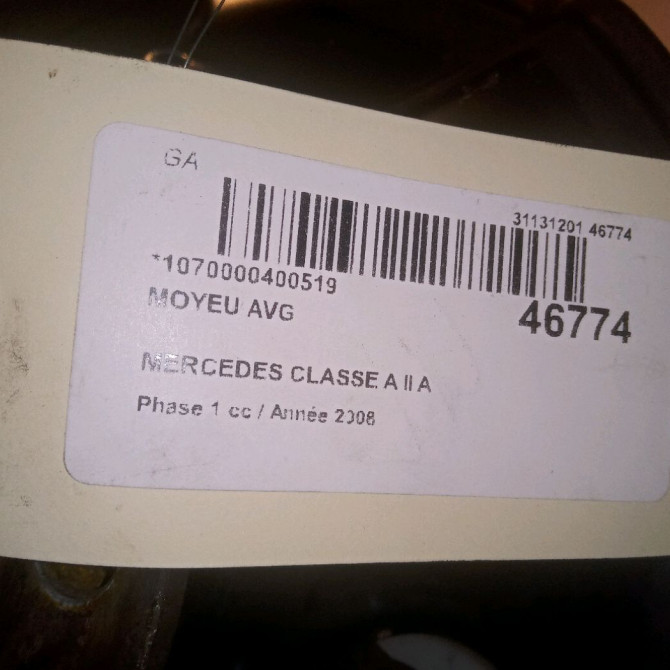 GA
31131201 46774
*1070000400519
46774
MOYEU AVG
MERCEDES CLASSE A II A
Phase 1 cc / Année 2008